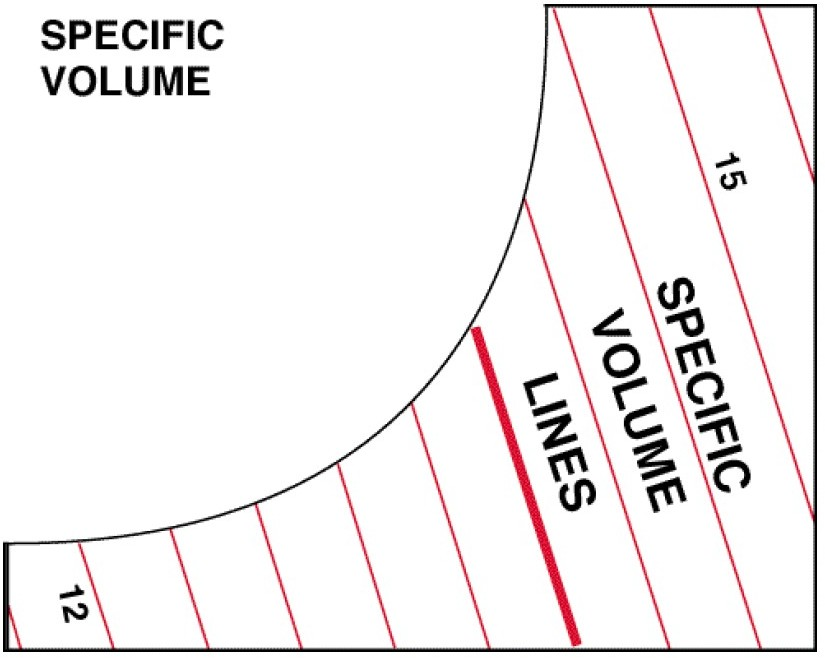 SPECIFIC
VOLUME
15
SPECIFIC
VOLUME
LINES
12